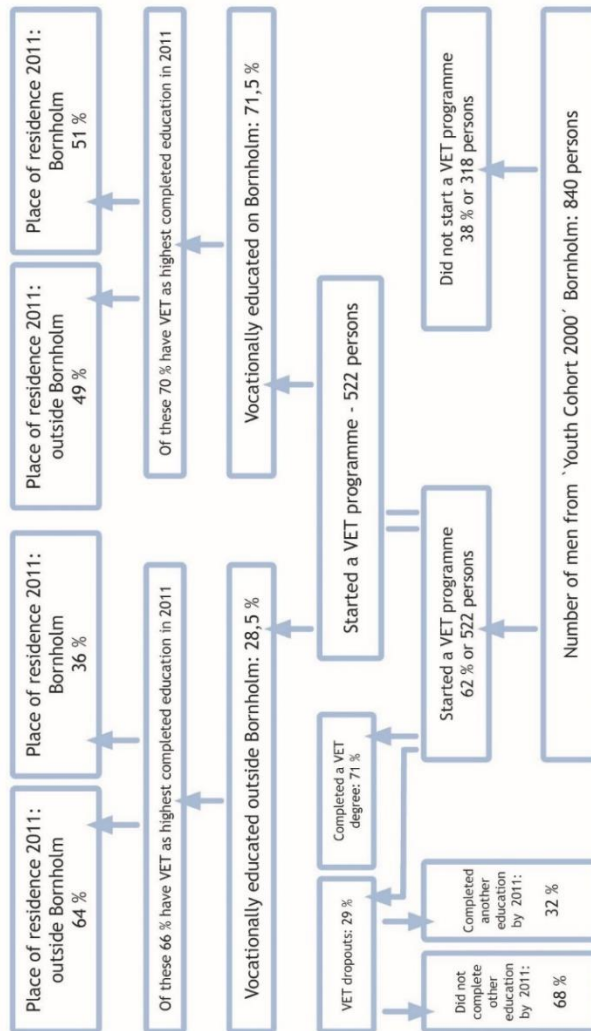 Place of residence 2011:
outside Bornholm
64 %
Place of residence 2011:
Bornholm
36 %
Place of residence 2011:
outside Bornholm
49 %
Place of residence 2011:
Bornholm
51 %
Of these 66 % have VET as highest completed education in 2011
Of these 70 % have VET as highest completed education in 2011
Vocationally educated outside Bornholm: 28,5 %
Vocationally educated on Bornholm: 71,5 %
Started a VET programme - 522 persons
VET dropouts: 29 %
Completed a VET
degree: 71 %
Did not
complete
other
education
by 2011:
68 %
Completed
another
education
by 2011:
32 %
Started a VET programme
62 % or 522 persons
Did not start a VET programme
38 % or 318 persons
Number of men from `Youth Cohort 2000´ Bornholm: 840 persons